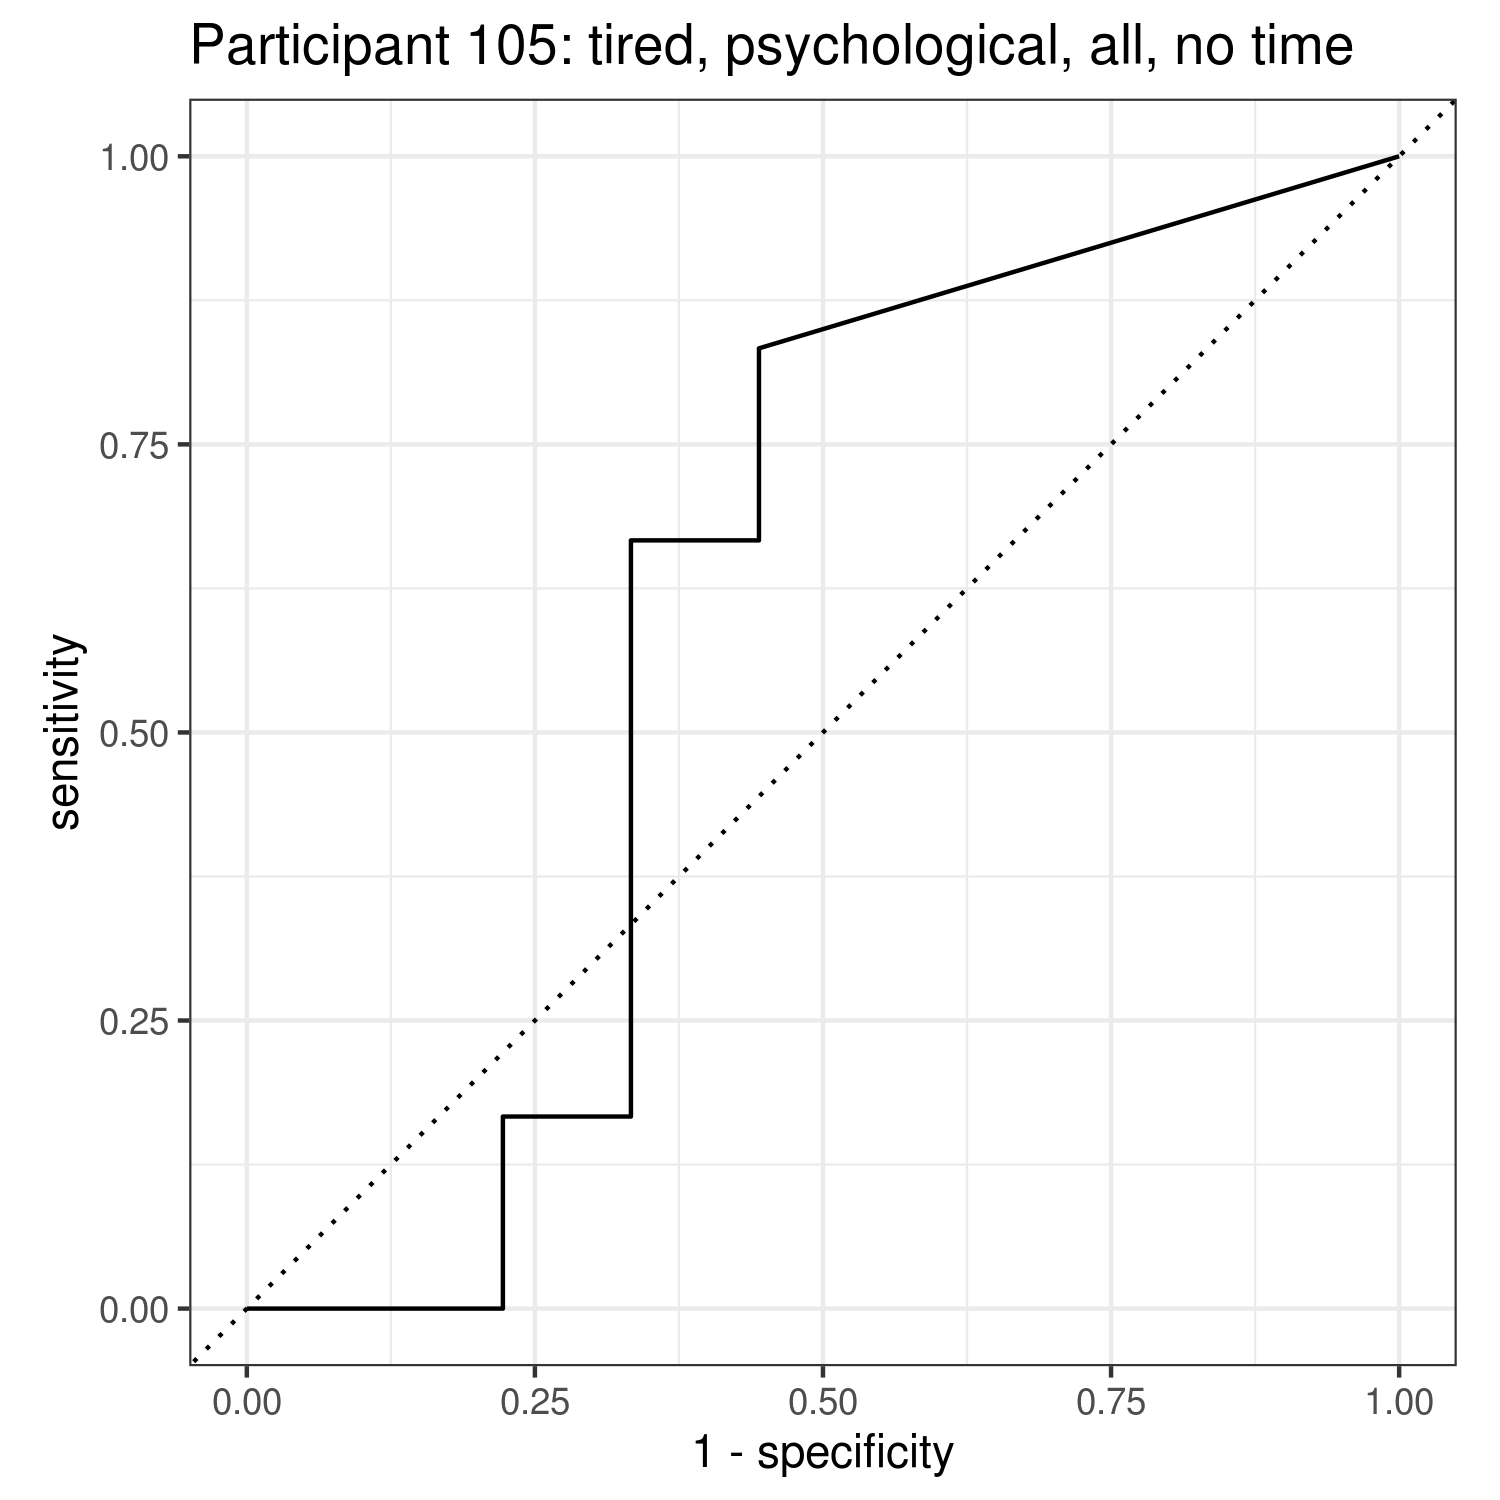 Participant 105: tired, psychological, all, no time
1.00
0.75
0.50
0.25
0.00
sensitivity
0.00 0.25 0.50 0.75 1.00
1 - specificity